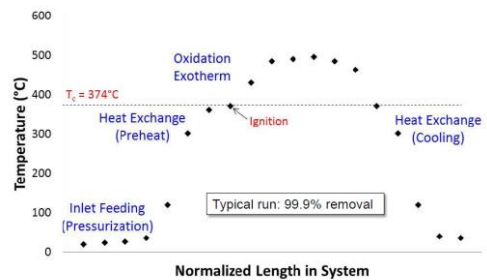 600
500
400
300
200
100
0
Temperature (°C)
Oxidation
Exotherm
Tc = 374°C
Ignition
Heat Exchange
(Preheat)
Heat Exchange
(Cooling)
Inlet Feeding
(Pressurization)
Typical run: 99.9% removal
Normalized Length in System